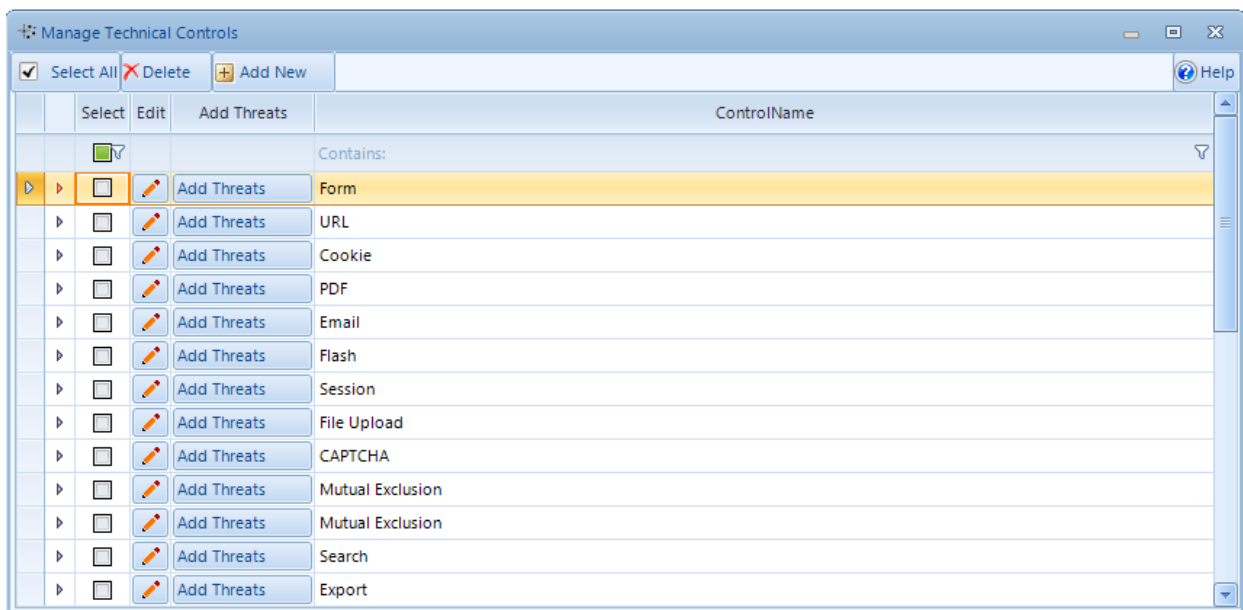 Manage Technical Controls
Select All Delete Add New Help
Select Edit Add Threats ControlName
Contains:
Add Threats Form
Add Threats URL
Add Threats Cookie
Add Threats PDF
Add Threats Email
Add Threats Flash
Add Threats Session
Add Threats File Upload
Add Threats CAPTCHA
Add Threats Mutual Exclusion
Add Threats Mutual Exclusion
Add Threats Search
Add Threats Export